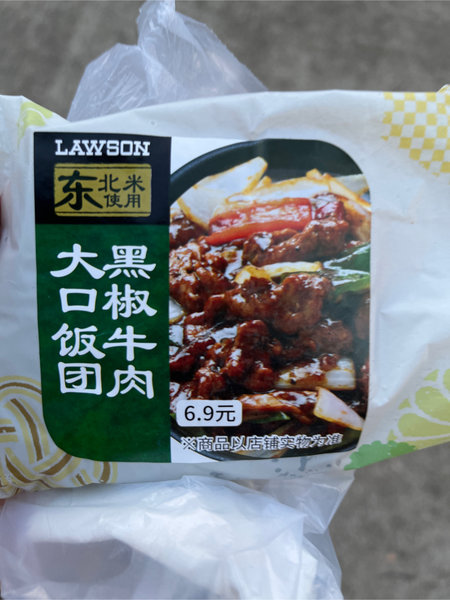 LAWSON
东北米使用
黑椒牛肉
大口饭团
6.9元
※商品以店铺实物为准